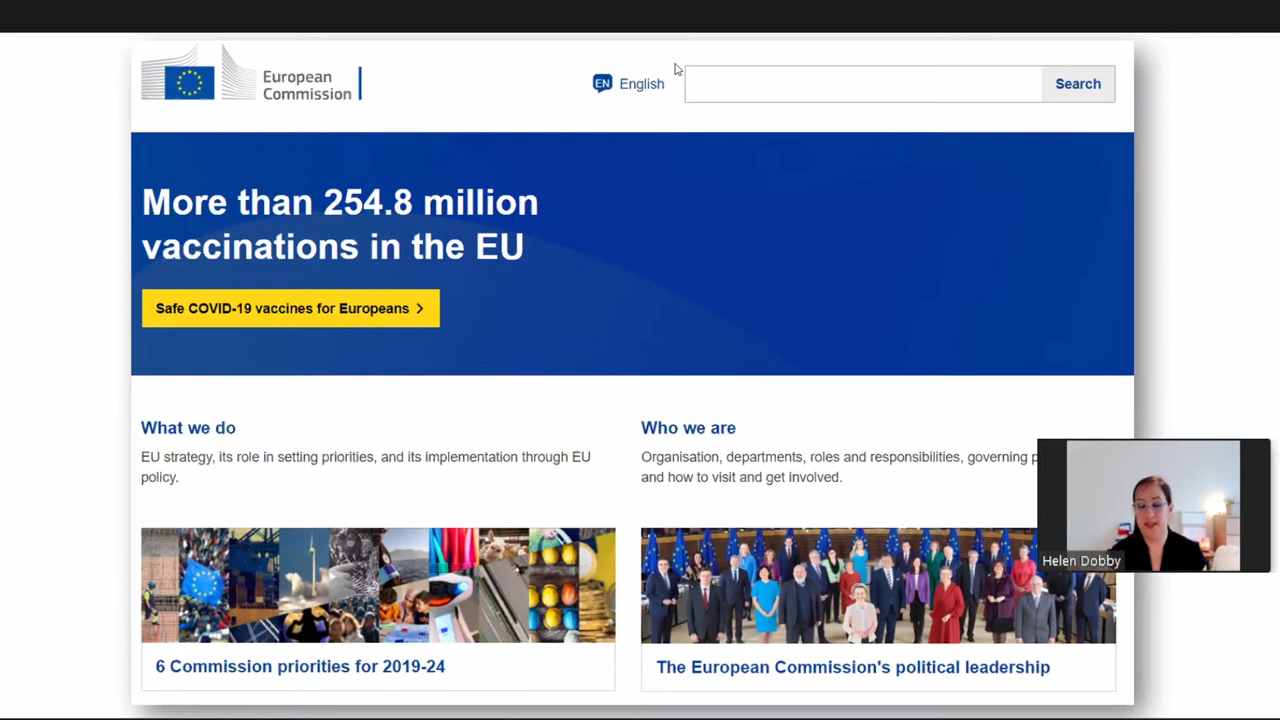 European
Commission
EN English
Search
More than 254.8 million
vaccinations in the EU
Safe COVID-19 vaccines for Europeans
What we do
EU strategy, its role in setting priorities, and its implementation through EU
policy.
Who we are
Organisation, departments, roles and responsibilities, governing
and how to visit and get involved.
6 Commission priorities for 2019-24
The European Commission's political leadership
Helen Dobby